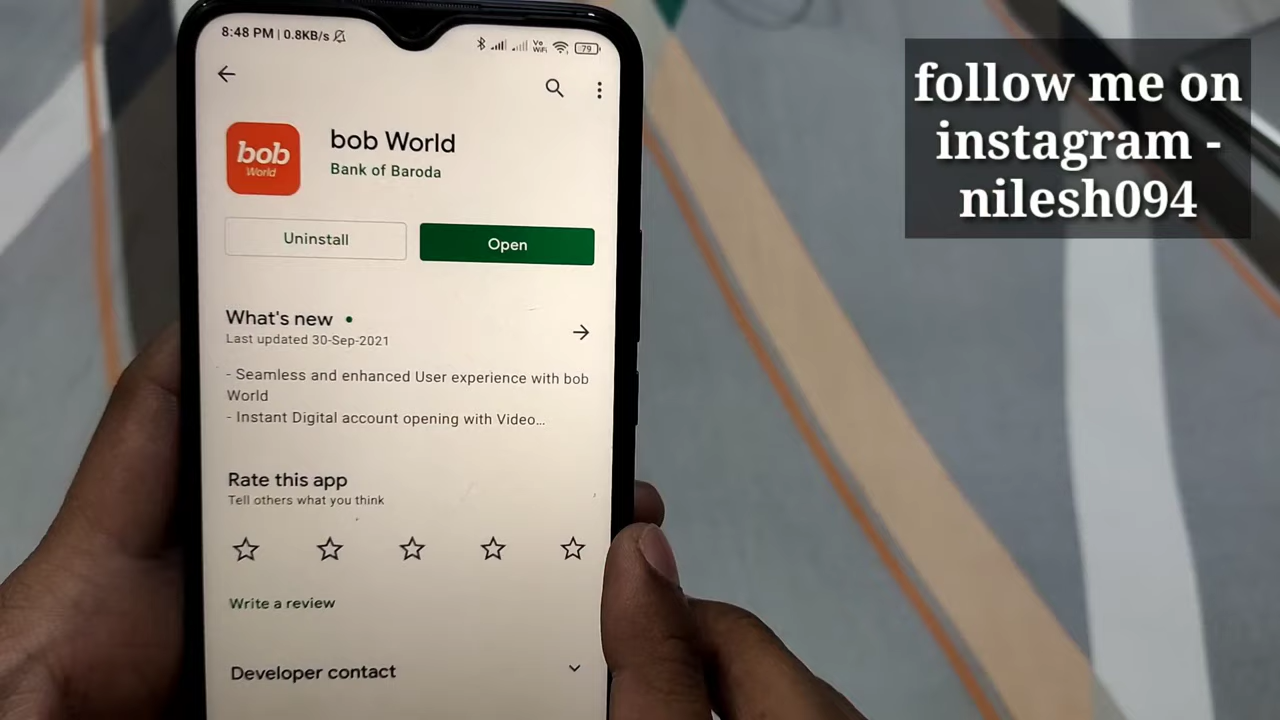 8:48 PM | 0.8KB/s
Vo
WiFi
79
follow me on
instagram -
nilesh094
bob
World
bob World
Bank of Baroda
Uninstall
Open
What's new
Last updated 30-Sep-2021
- Seamless and enhanced User experience with bob
World
- Instant Digital account opening with Video...
Rate this app
Tell others what you think
Write a review
Developer contact